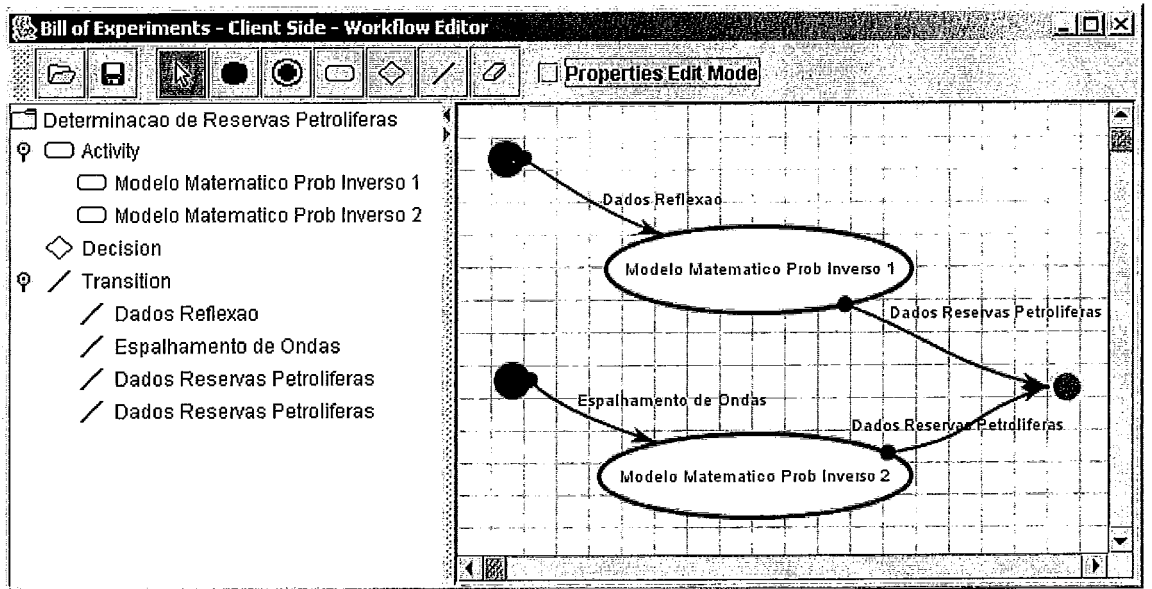 Bill of Experiments - Client Side - Workflow Editor
Properties Edit Mode
Determinacao de Reservas Petroliferas
Activity
Modelo Matematico Prob Inverso 1
Modelo Matematico Prob Inverso 2
Decision
Transition
Dados Reflexao
Espalhamento de Ondas
Dados Reservas Petroliferas
Dados Reservas Petroliferas
Dados Reflexao
Modelo Matematico Prob Inverso 1
Dados Reservas Petroliferas
Espalhamento de Ondas
Dados Reservas Petroliferas
Modelo Matematico Prob Inverso 2